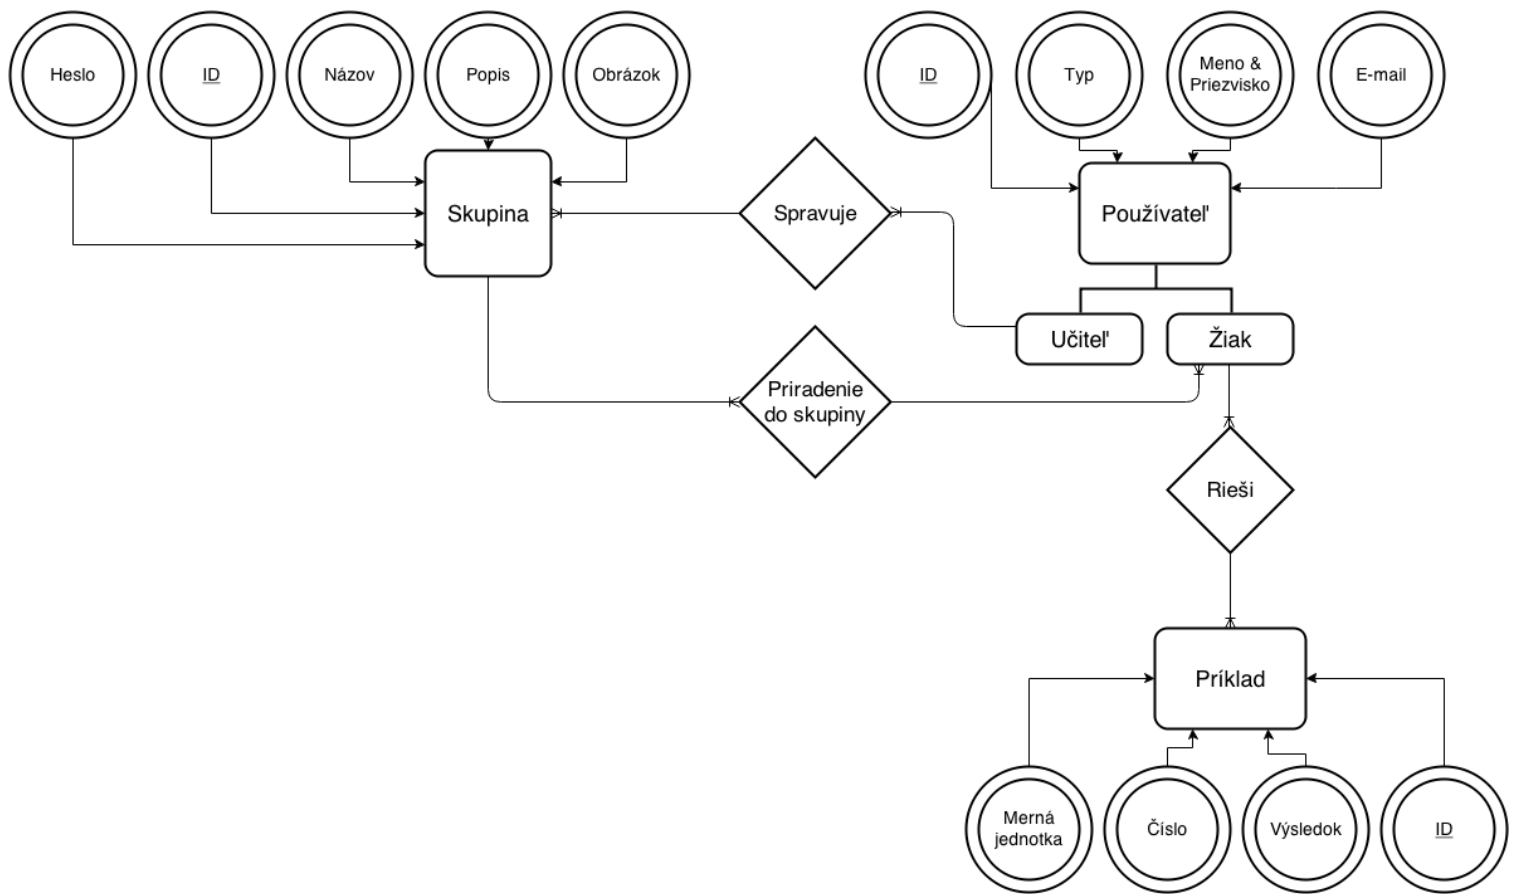 Heslo
ID
Názov
Popis
Obrázok
ID
Typ
Meno &
Priezvisko
E-mail
Skupina
Spravuje
Používateľ
Učiteľ
Žiak
Priradenie
do skupiny
Rieši
Príklad
Merná
jednotka
Číslo
Výsledok
ID